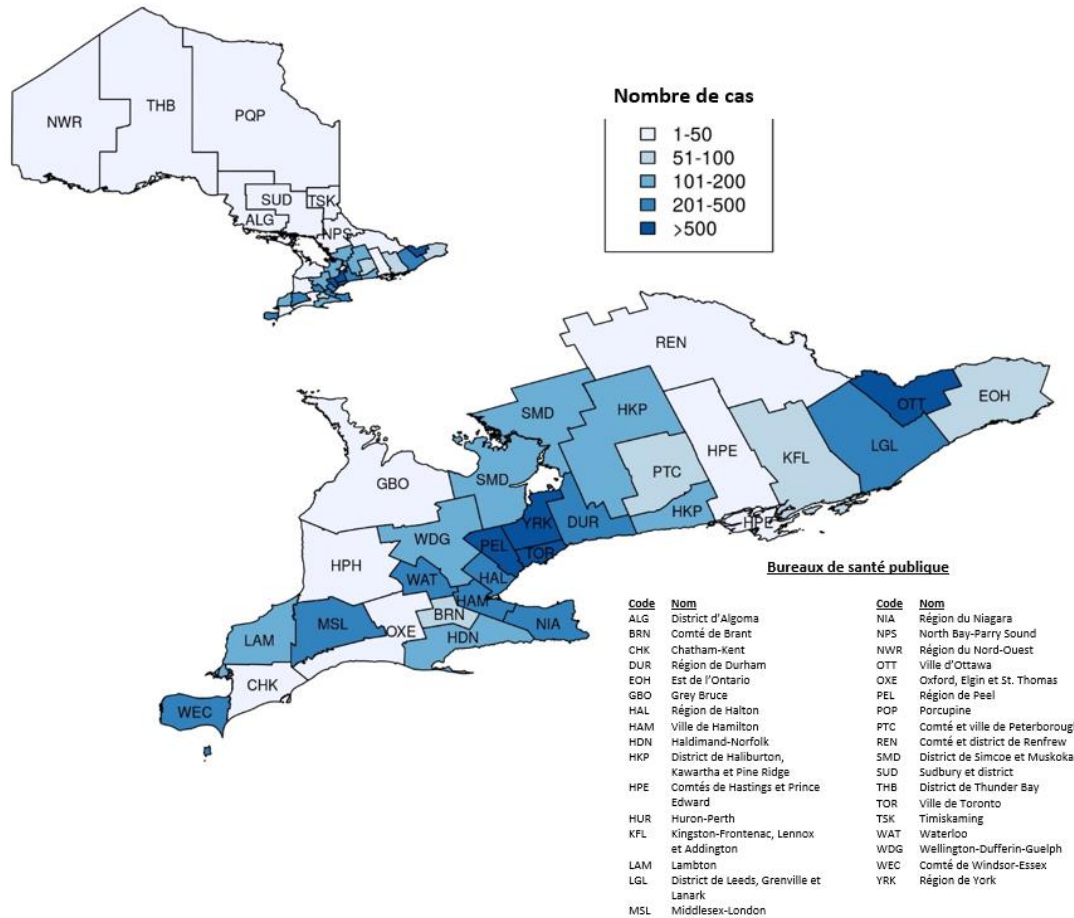 NWR
THB
PQP
SUD
TSK
ALG
NPS
Nombre de cas
1-50
51-100
101-200
201-500
>500
REN
SMD
HKP
OTT
EOH
HPE
KFL
LGL
PTC
GBO
SMD
YRK
DUR
HKP
HPE
WDG
PEL
TOR
HPH
WAT
HAL
HAM
BRN
MSL
OXE
NIA
LAM
HDN
CHK
WEC
Bureaux de santé publique
Code Nom
ALG District d'Algoma
BRN Comté de Brant
CHK Chatham-Kent
DUR Région de Durham
EOH Est de l'Ontario
GBO Grey Bruce
HAL Région de Halton
HAM Ville de Hamilton
HDN Haldimand-Norfolk
HKP District de Haliburton,
Kawartha et Pine Ridge
HPE Comtés de Hastings et Prince
Edward
HUR Huron-Perth
KFL Kingston-Frontenac, Lennox
et Addington
LAM Lambton
LGL District de Leeds, Grenville et
Lanark
MSL Middlesex-London
Code Nom
NIA Région du Niagara
NPS North Bay-Parry Sound
NWR Région du Nord-Ouest
OTT Ville d'Ottawa
OXE Oxford, Elgin et St. Thomas
PEL Région de Peel
POP Porcupine
PTC Comté et ville de Peterboroug
REN Comté et district de Renfrew
SMD District de Simcoe et Muskoka
SUD Sudbury et district
THB District de Thunder Bay
TOR Ville de Toronto
TSK Timiskaming
WAT Waterloo
WDG Wellington-Dufferin-Guelph
WEC Comté de Windsor-Essex
YRK Région de York